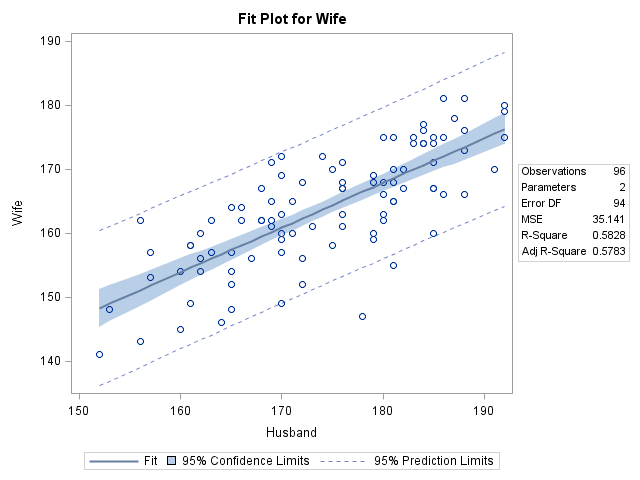 Fit Plot for Wife
190
180
170
160
150
140
Wife
150
160
170
180
190
Husband
Observations 96
Parameters 2
Error DF 94
MSE 35.141
R-Square 0.5828
Adj R-Square 0.5783
Fit 95% Confidence Limits 95% Prediction Limits